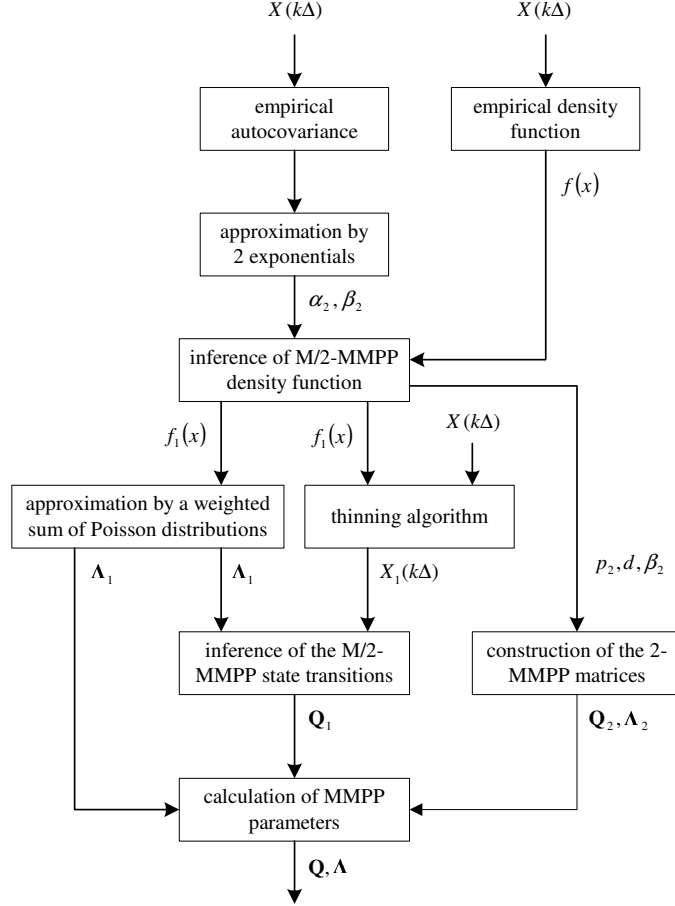 X(kΔ)
X(kΔ)
empirical
autocovariance
empirical density
function
f(x)
approximation by
2 exponentials
α₂, β₂
inference of M/2-MMPP
density function
f₁(x)
f₁(x)
X(kΔ)
approximation by a weighted
sum of Poisson distributions
thinning algorithm
Λ₁
Λ₁
X₁(kΔ)
p₂, d, β₂
inference of the M/2-
MMPP state transitions
construction of the 2-
MMPP matrices
Q₁
Q₂, Λ₂
calculation of MMPP
parameters
Q, Λ